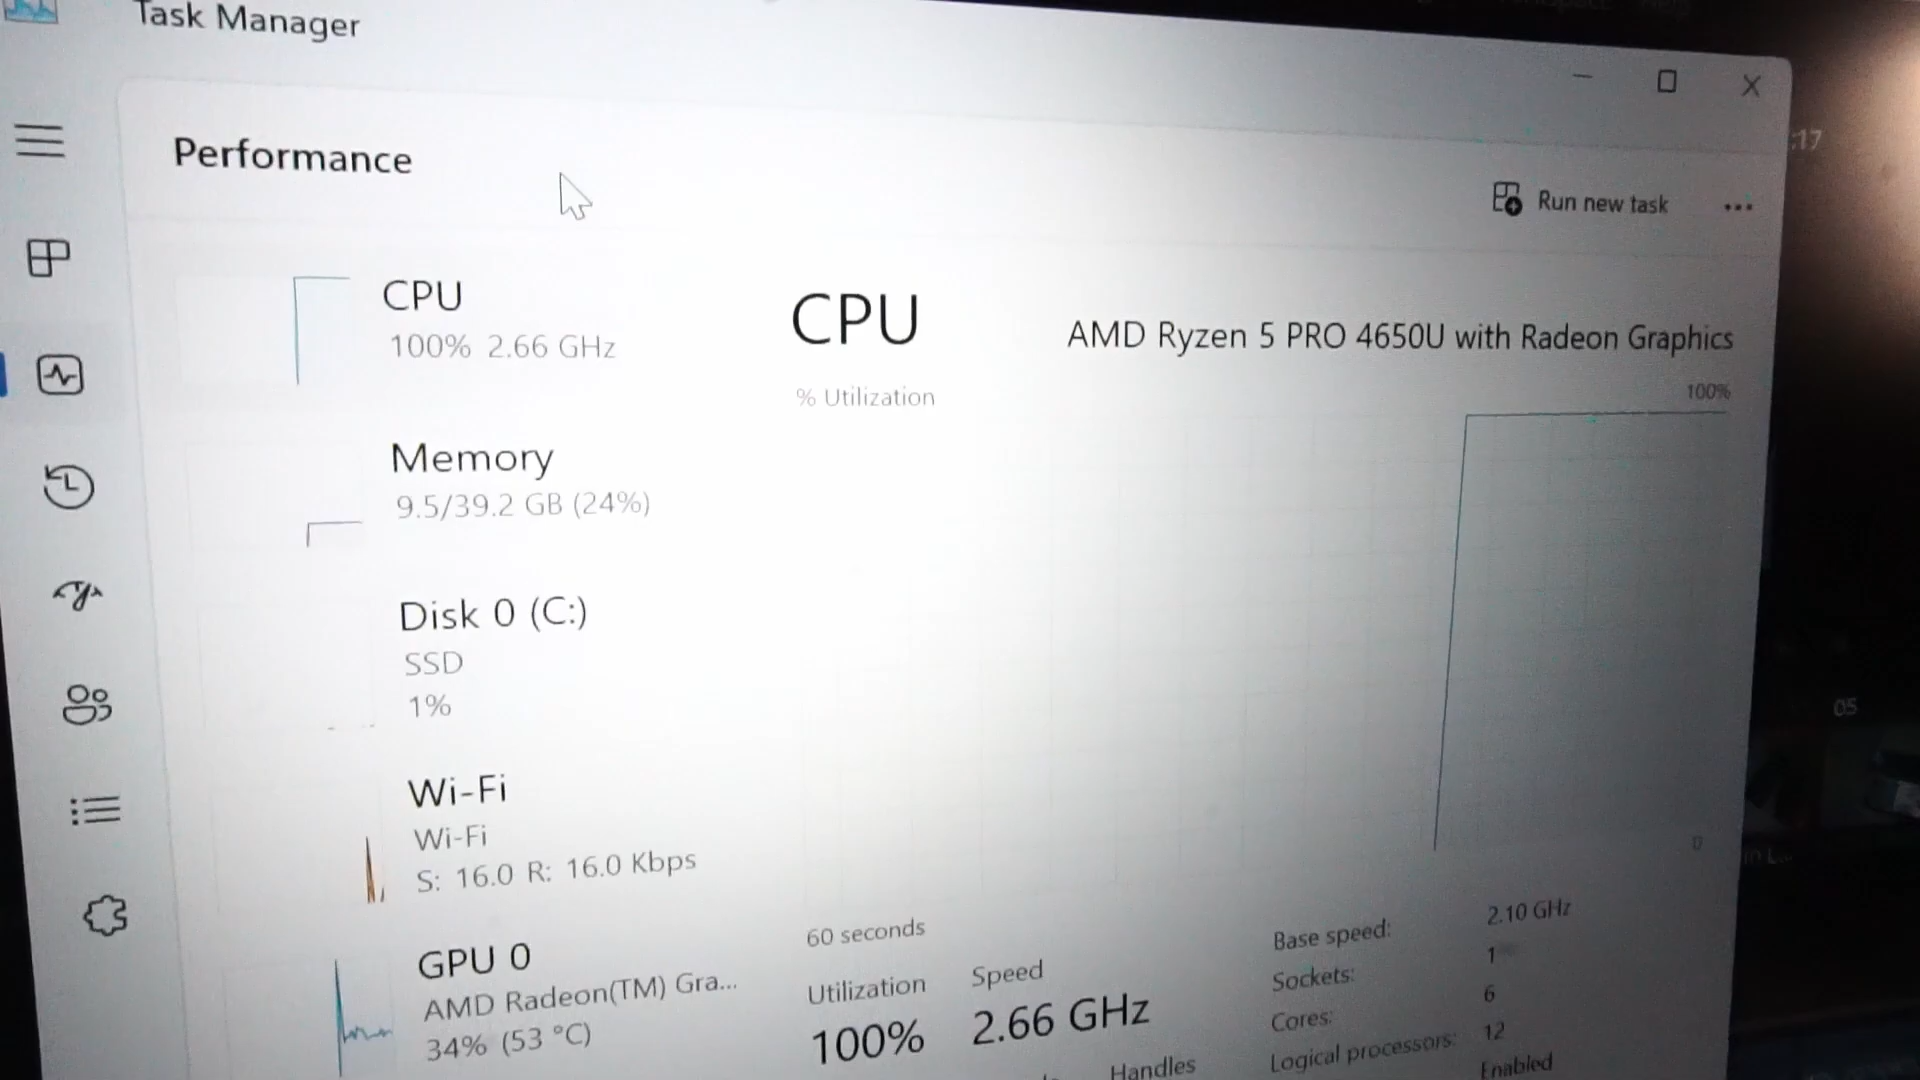 Task Manager
:17
Performance
Run new task
CPU
100% 2.66 GHz
CPU
AMD Ryzen 5 PRO 4650U with Radeon Graphics
% Utilization
100%
Memory
9.5/39.2 GB (24%)
Disk 0 (C:)
SSD
1%
05
Wi-Fi
Wi-Fi
S: 16.0 R: 16.0 Kbps
0
60 seconds
GPU 0
AMD Radeon(TM) Gra...
34% (53 °C)
Utilization
100%
Speed
2.66 GHz
Handles
Base speed: 2.10 GHz
Sockets: 1
Cores: 6
Logical processors: 12
Enabled